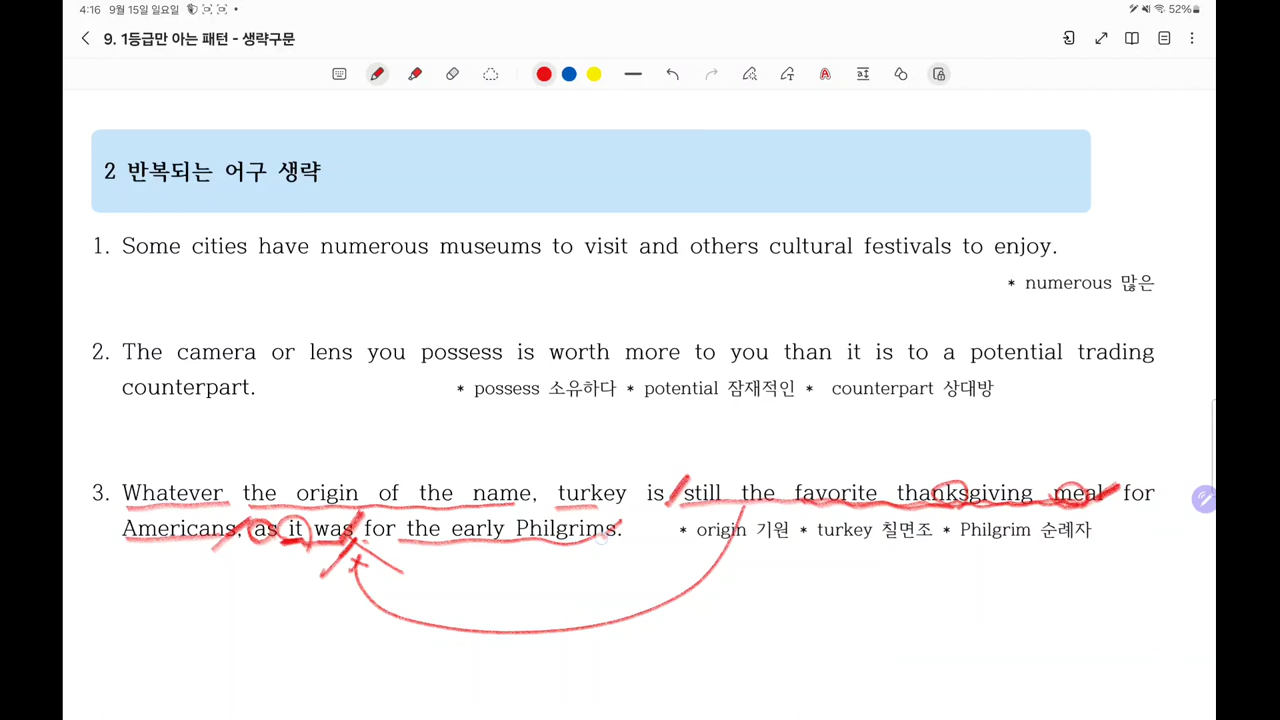 4:16 9월 15일 일요일 52%
9. 1등급만 아는 패턴 - 생략구문
2 반복되는 어구 생략
1. Some cities have numerous museums to visit and others cultural festivals to enjoy.
* numerous 많은
2. The camera or lens you possess is worth more to you than it is to a potential trading
counterpart. * possess 소유하다 * potential 잠재적인 * counterpart 상대방
3. Whatever the origin of the name, turkey is still the favorite thanksgiving meal for
Americans, as it was for the early Philgrims. * origin 기원 * turkey 칠면조 * Philgrim 순례자